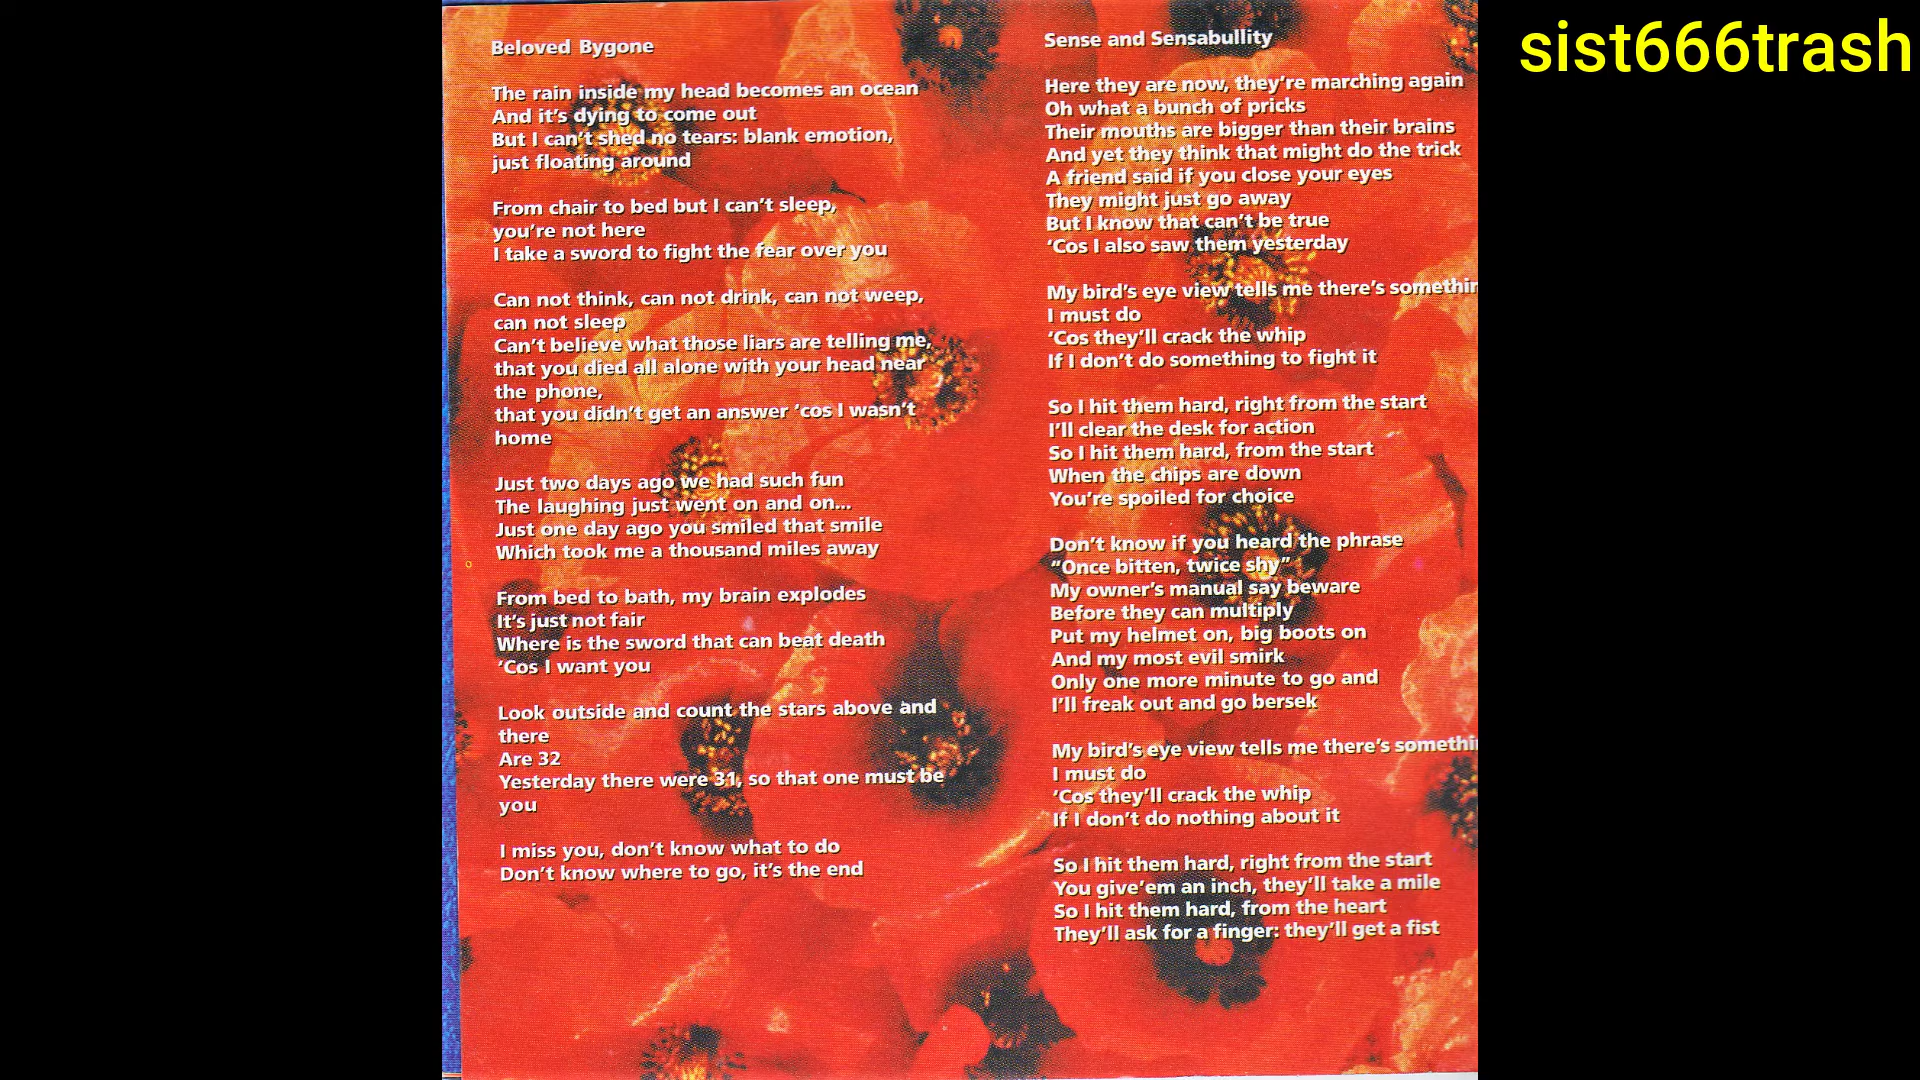 sist666trash
Beloved Bygone
The rain inside my head becomes an ocean
And it's dying to come out
But I can't shed no tears: blank emotion,
just floating around
From chair to bed but I can't sleep,
you're not here
I take a sword to fight the fear over you
Can not think, can not drink, can not weep,
can not sleep
Can't believe what those liars are telling me,
that you died all alone with your head near
the phone,
that you didn't get an answer 'cos I wasn't
home
Just two days ago we had such fun
The laughing just went on and on...
Just one day ago you smiled that smile
Which took me a thousand miles away
From bed to bath, my brain explodes
It's just not fair
Where is the sword that can beat death
'Cos I want you
Look outside and count the stars above and
there
Are 32
Yesterday there were 31, so that one must be
you
I miss you, don't know what to do
Don't know where to go, it's the end
Sense and Sensabullity
Here they are now, they're marching again
Oh what a bunch of pricks
Their mouths are bigger than their brains
And yet they think that might do the trick
A friend said if you close your eyes
They might just go away
But I know that can't be true
'Cos I also saw them yesterday
My bird's eye view tells me there's somethin
I must do
'Cos they'll crack the whip
If I don't do something to fight it
So I hit them hard, right from the start
I'll clear the desk for action
So I hit them hard, from the start
When the chips are down
You're spoiled for choice
Don't know if you heard the phrase
"Once bitten, twice shy"
My owner's manual say beware
Before they can multiply
Put my helmet on, big boots on
And my most evil smirk
Only one more minute to go and
I'll freak out and go bersek
My bird's eye view tells me there's somethi
I must do
'Cos they'll crack the whip
If I don't do nothing about it
So I hit them hard, right from the start
You give'em an inch, they'll take a mile
So I hit them hard, from the heart
They'll ask for a finger: they'll get a fist